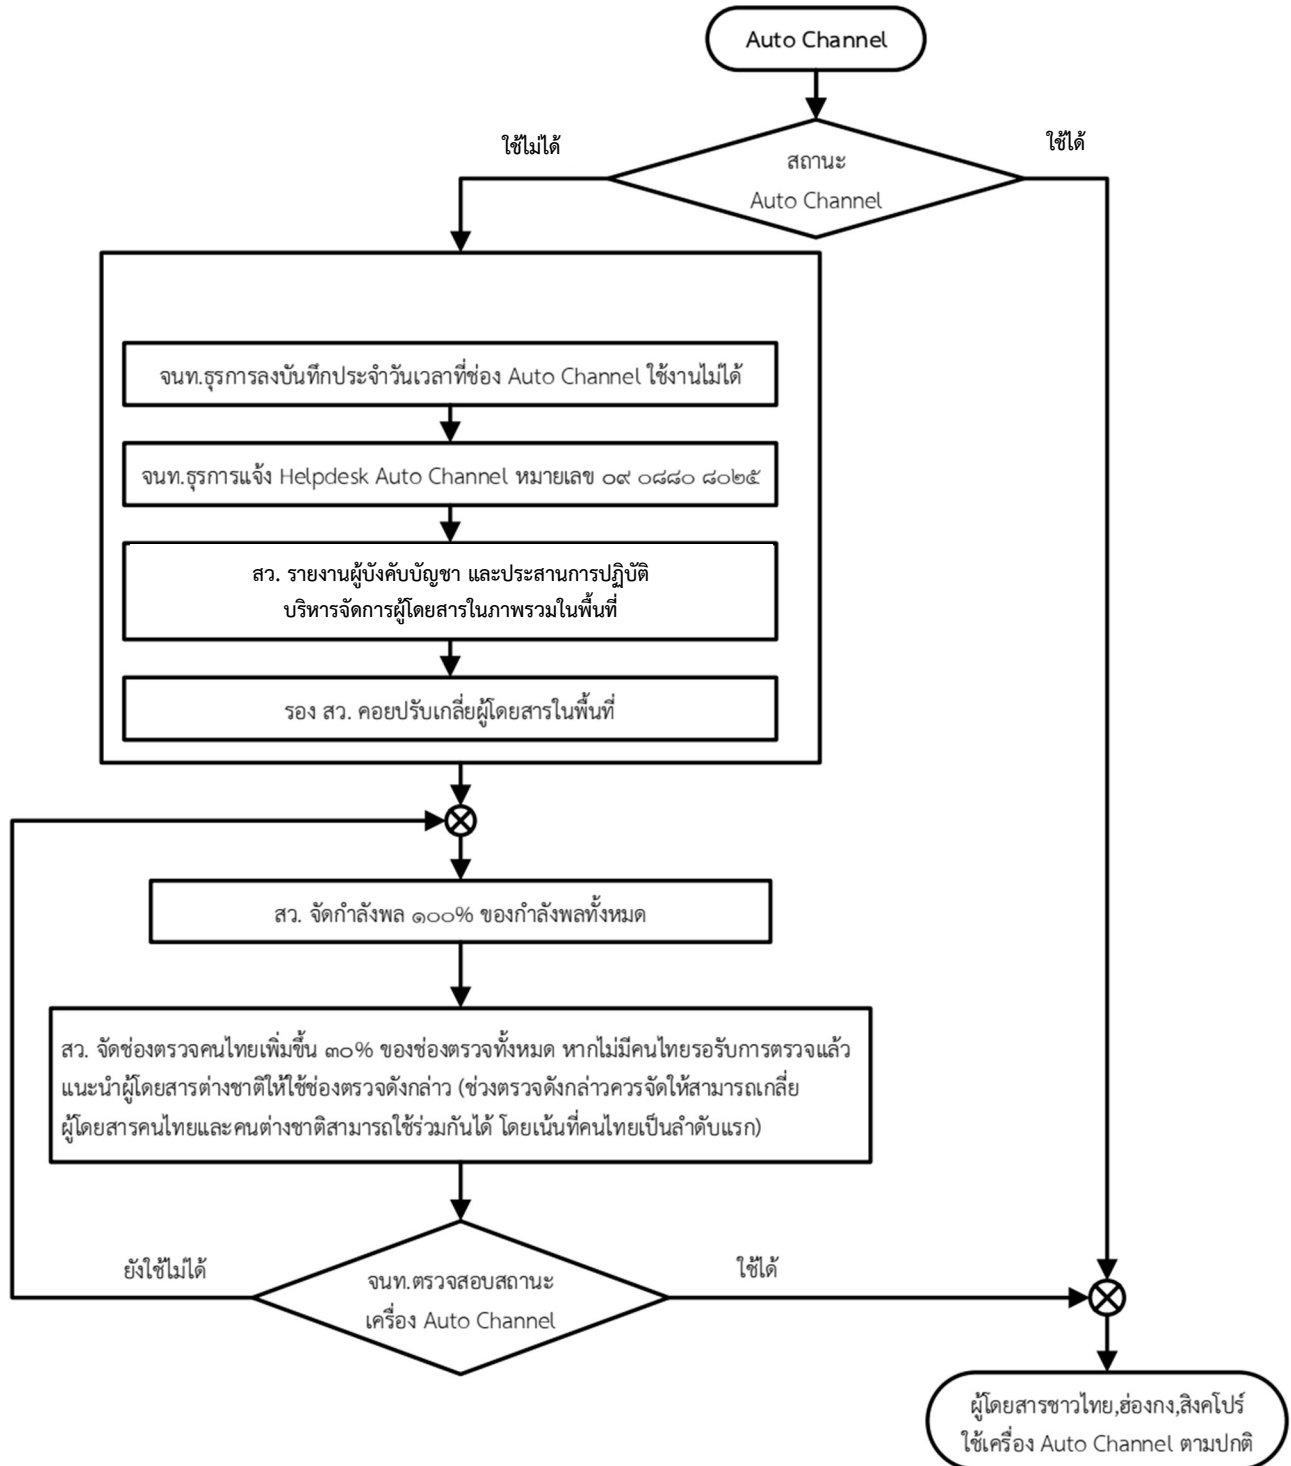 Auto Channel
ใช้ไม่ได้
ใช้ได้
สถานะ
Auto Channel
จนท.ธุรการลงบันทึกประจำวันเวลาที่ช่อง Auto Channel ใช้งานไม่ได้
จนท.ธุรการแจ้ง Helpdesk Auto Channel หมายเลข ๐๙ ๐๘๘๐ ๘๐๒๕
สว. รายงานผู้บังคับบัญชา และประสานการปฏิบัติ
บริหารจัดการผู้โดยสารในภาพรวมในพื้นที่
รอง สว. คอยปรับเกลี่ยผู้โดยสารในพื้นที่
สว. จัดกำลังพล ๑๐๐% ของกำลังพลทั้งหมด
สว. จัดช่องตรวจคนไทยเพิ่มขึ้น ๓๐% ของช่องตรวจทั้งหมด หากไม่มีคนไทยรอรับการตรวจแล้ว
แนะนำผู้โดยสารต่างชาติให้ใช้ช่องตรวจดังกล่าว (ช่วงตรวจดังกล่าวควรจัดให้สามารถเกลี่ย
ผู้โดยสารคนไทยและคนต่างชาติสามารถใช้ร่วมกันได้ โดยเน้นที่คนไทยเป็นลำดับแรก)
ยังใช้ไม่ได้
ใช้ได้
จนท.ตรวจสอบสถานะ
เครื่อง Auto Channel
ผู้โดยสารชาวไทย,ฮ่องกง,สิงคโปร์
ใช้เครื่อง Auto Channel ตามปกติ